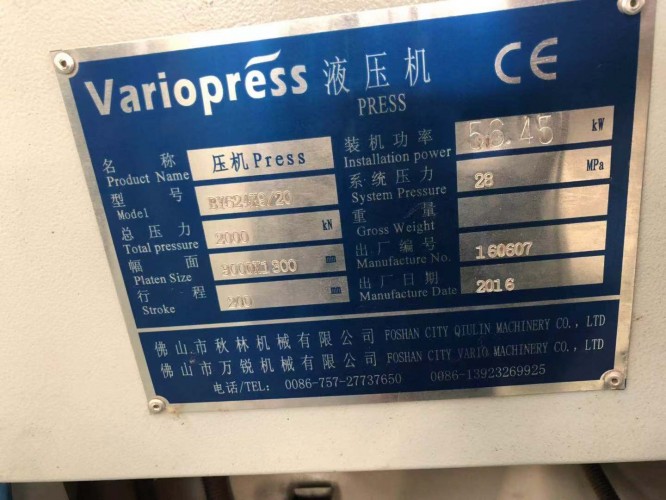 Variopress 液压机 CE
PRESS
名称 压机Press
Product Name
型号
Model
总压力 2000 kN
Total pressure
幅面 mm
Platen Size
行程 200 mm
Stroke
装机功率 56.45 kW
Installation power
系统压力 28 MPa
System Pressure
重量
Gross Weight
出厂编号 160607
Manufacture No.
出厂日期 2016
Manufacture Date
佛山市秋林机械有限公司 FOSHAN CITY QIULIN MACHINERY CO., LTD
佛山市万锐机械有限公司 FOSHAN CITY VARIO MACHINERY CO., LTD
电话/TEL: 0086-757-27737650 0086-13923269925